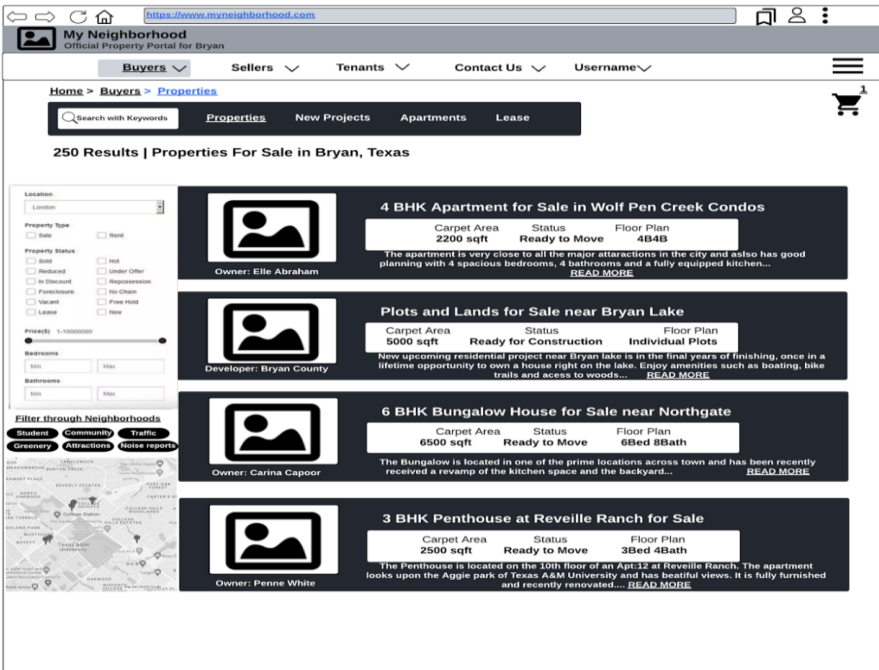 https://www.myneighborhood.com
My Neighborhood
Official Property Portal for Bryan
Buyers Sellers Tenants Contact Us Username
Home > Buyers > Properties
1
Search with Keywords Properties New Projects Apartments Lease
250 Results | Properties For Sale in Bryan, Texas
Location
London
Property Type
Sale Rent
Property Status
Sold Hot
Reduced Under Offer
In Discount Repossession
Foreclosure No Chain
Vacant Free Hold
Lease New
Price($) 1-10000000
Bedrooms
Min Max
Bathrooms
Min Max
Filter through Neighborhoods
Student Community Traffic
Greenery Attractions Noise reports
College Station
Texas A&M
University
4 BHK Apartment for Sale in Wolf Pen Creek Condos
Carpet Area Status Floor Plan
2200 sqft Ready to Move 4B4B
The apartment is very close to all the major attaractions in the city and aslso has good
planning with 4 spacious bedrooms, 4 bathrooms and a fully equipped kitchen...
READ MORE
Owner: Elle Abraham
Plots and Lands for Sale near Bryan Lake
Carpet Area Status Floor Plan
5000 sqft Ready for Construction Individual Plots
New upcoming residential project near Bryan lake is in the final years of finishing, once in a
lifetime opportunity to own a house right on the lake. Enjoy amenities such as boating, bike
trails and acess to woods... READ MORE
Developer: Bryan County
6 BHK Bungalow House for Sale near Northgate
Carpet Area Status Floor Plan
6500 sqft Ready to Move 6Bed 8Bath
The Bungalow is located in one of the prime locations across town and has been recently
received a revamp of the kitchen space and the backyard... READ MORE
Owner: Carina Capoor
3 BHK Penthouse at Reveille Ranch for Sale
Carpet Area Status Floor Plan
2500 sqft Ready to Move 3Bed 4Bath
The Penthouse is located on the 10th floor of an Apt:12 at Reveille Ranch. The apartment
looks upon the Aggie park of Texas A&M University and has beatiful views. It is fully furnished
and recently renovated.... READ MORE
Owner: Penne White